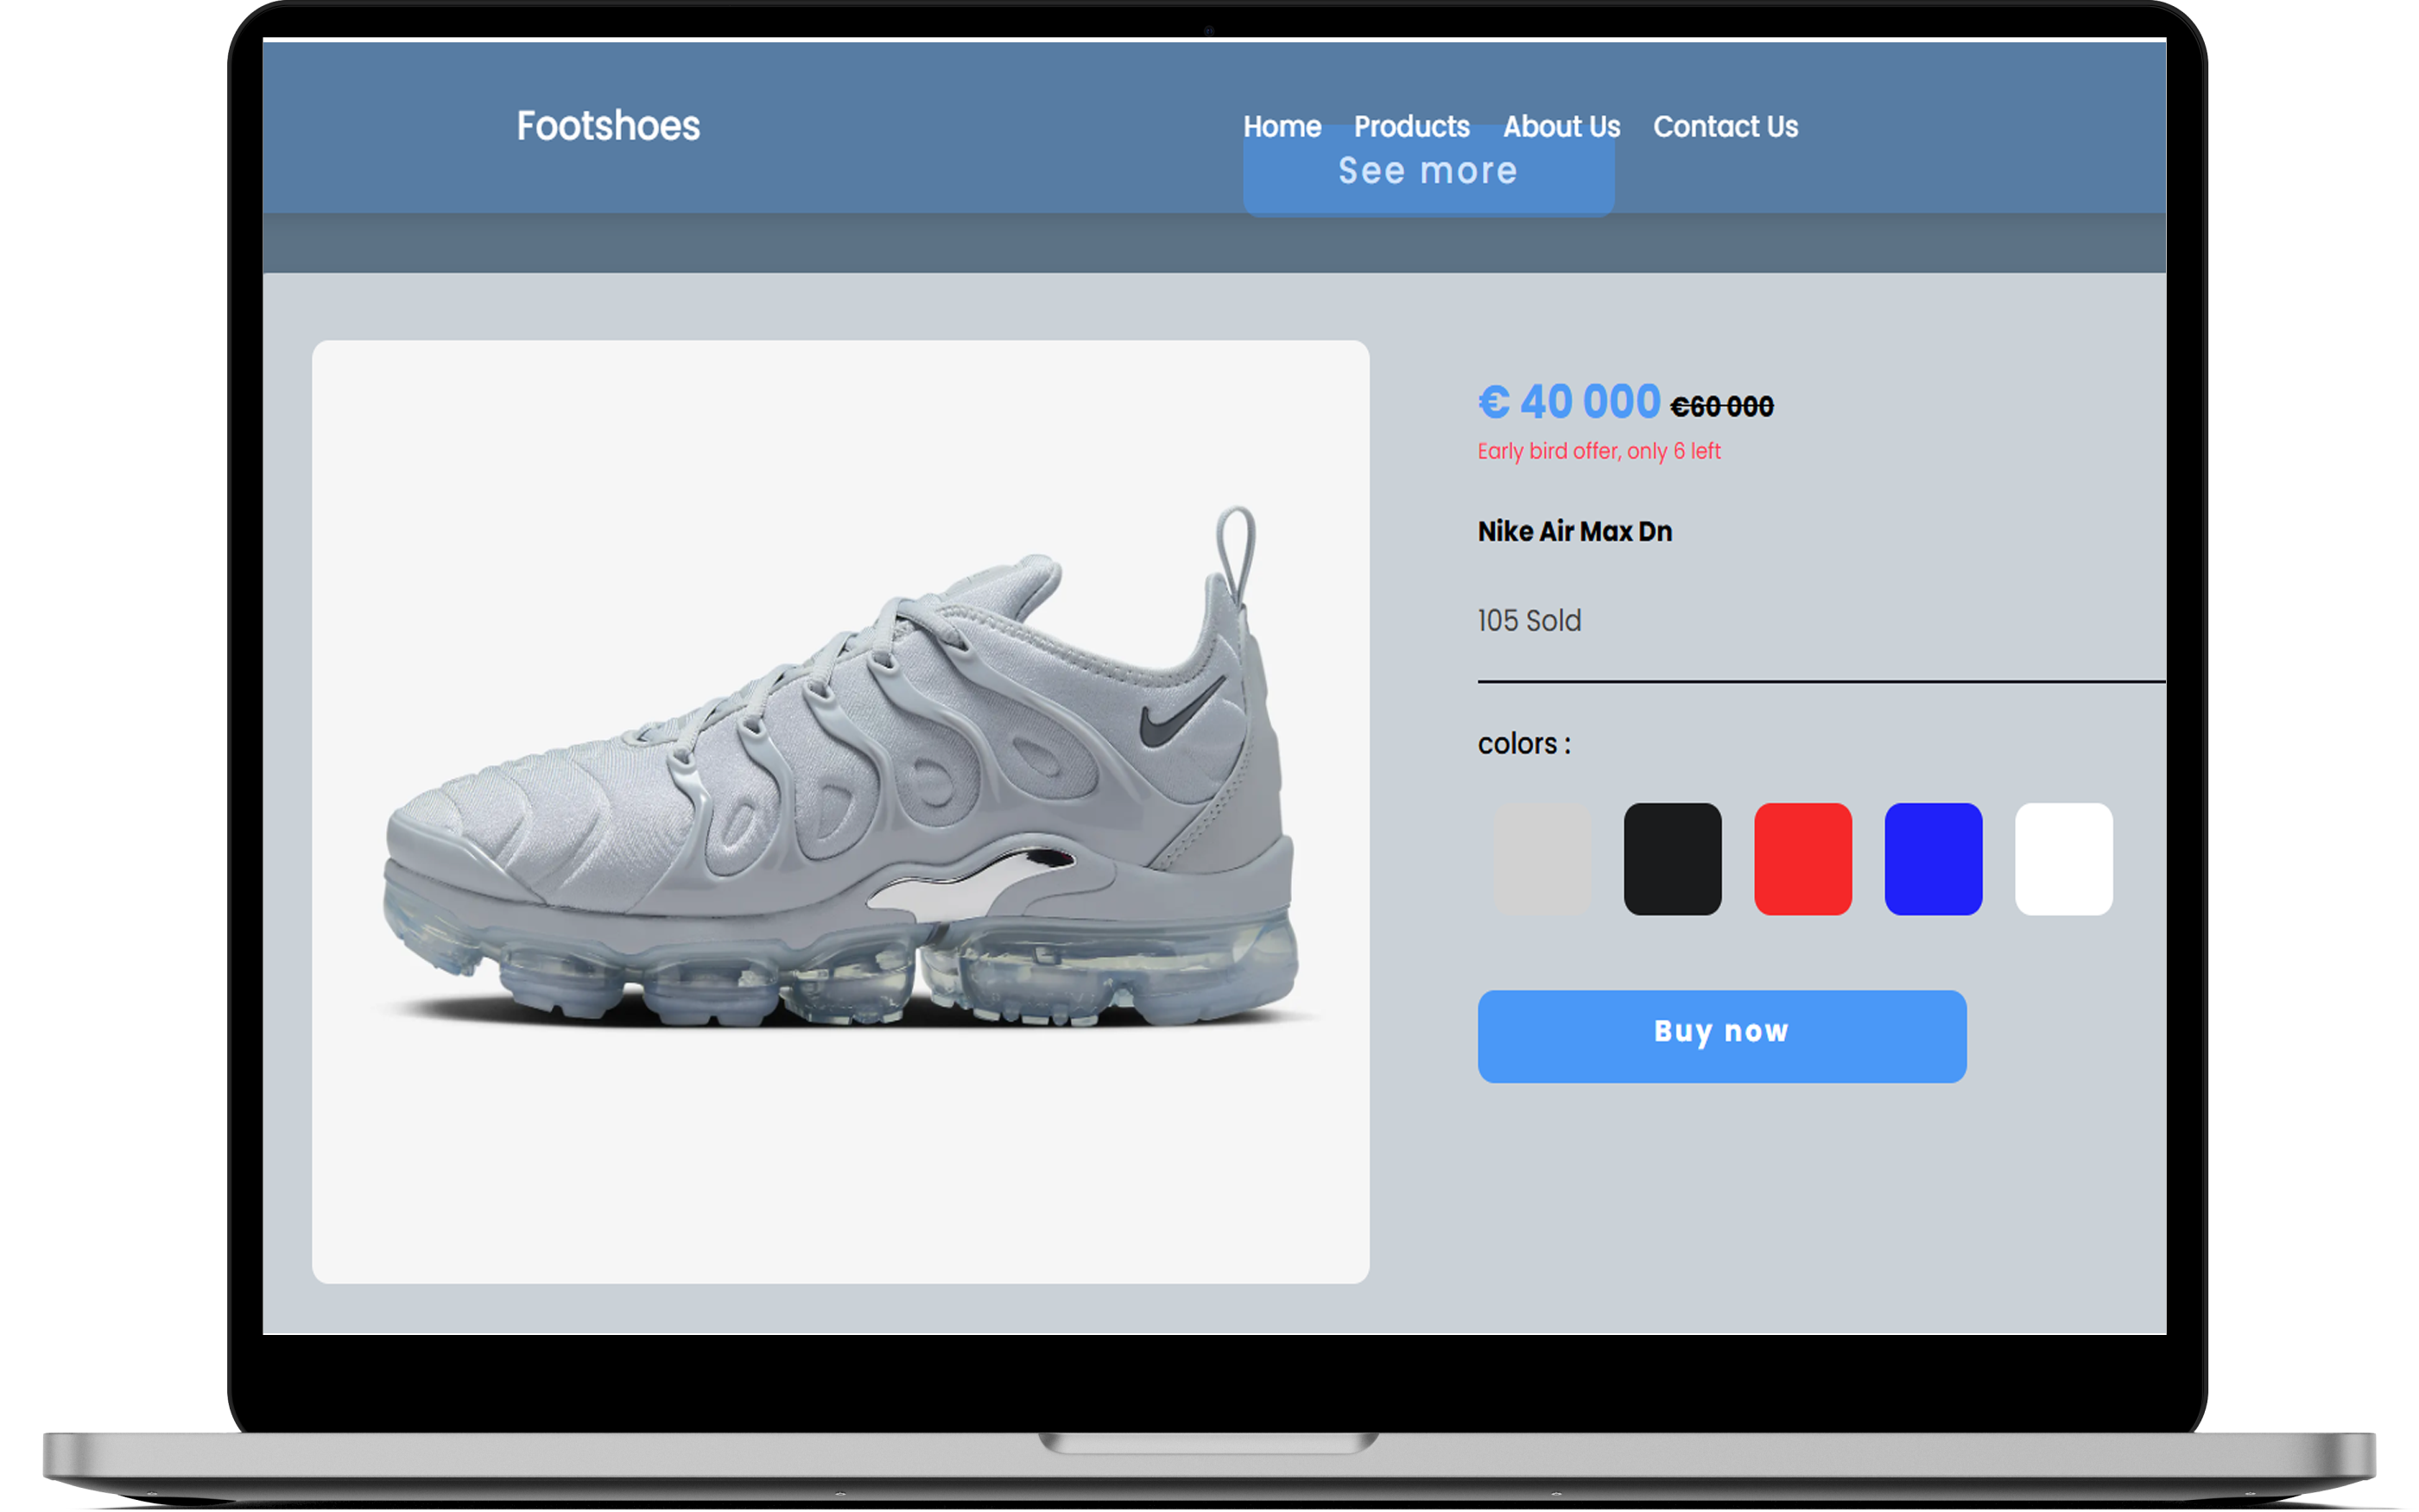 Footshoes
Home Products About Us Contact Us
See more
€ 40 000 €60 000
Early bird offer, only 6 left
Nike Air Max Dn
105 Sold
colors :
Buy now